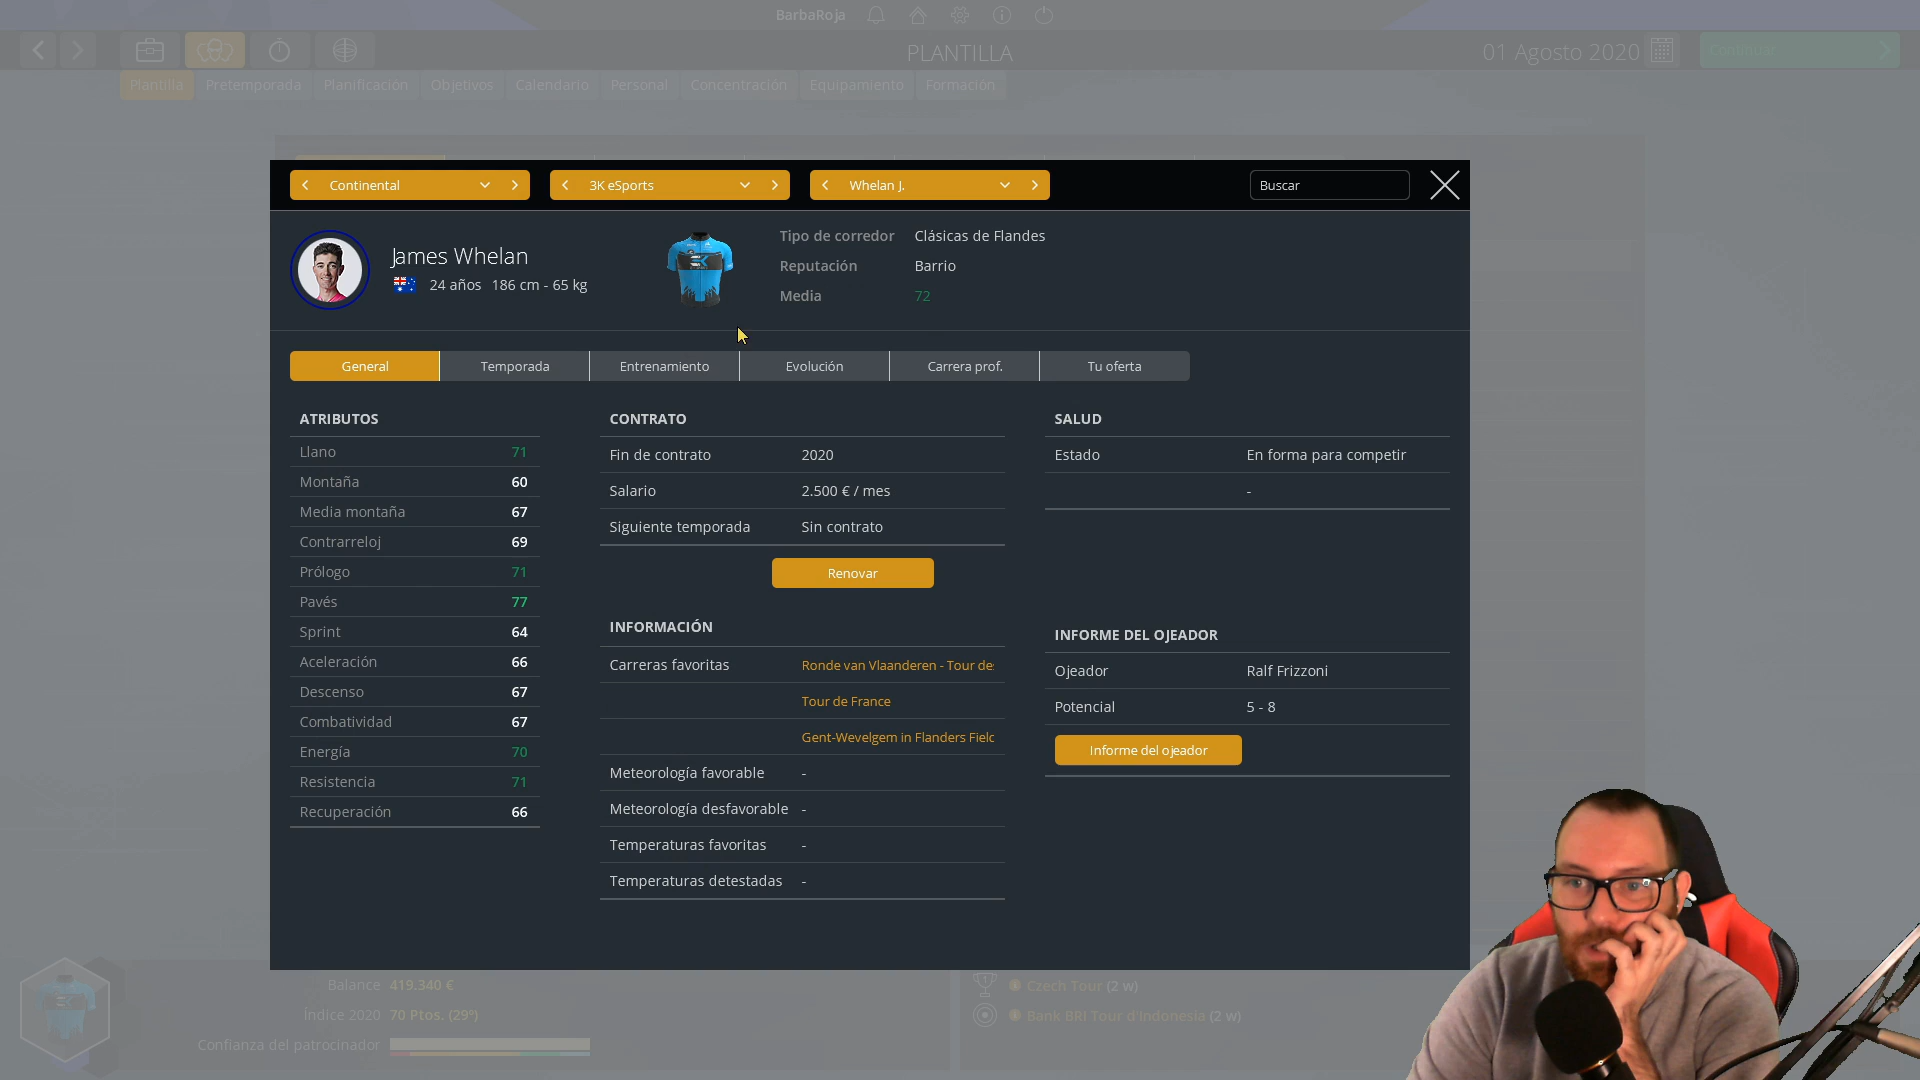 BarbaRoja
PLANTILLA
01 Agosto 2020
Continuar
Plantilla Pretemporada Planificación Objetivos Calendario Personal Concentración Equipamiento Formación
Continental 3K eSports Whelan J. Buscar
James Whelan
24 años 186 cm - 65 kg
Tipo de corredor Clásicas de Flandes
Reputación Barrio
Media 72
General Temporada Entrenamiento Evolución Carrera prof. Tu oferta
ATRIBUTOS
Llano 71
Montaña 60
Media montaña 67
Contrarreloj 69
Prólogo 71
Pavés 77
Sprint 64
Aceleración 66
Descenso 67
Combatividad 67
Energía 70
Resistencia 71
Recuperación 66
CONTRATO
Fin de contrato 2020
Salario 2.500 € / mes
Siguiente temporada Sin contrato
Renovar
INFORMACIÓN
Carreras favoritas Ronde van Vlaanderen - Tour de
Tour de France
Gent-Wevelgem in Flanders Fiel
Meteorología favorable -
Meteorología desfavorable -
Temperaturas favoritas -
Temperaturas detestadas -
SALUD
Estado En forma para competir
-
INFORME DEL OJEADOR
Ojeador Ralf Frizzoni
Potencial 5 - 8
Informe del ojeador
Balance 419.340 €
Índice 2020 70 Ptos. (29º)
Confianza del patrocinador
Czech Tour (2 w)
Bank BRI Tour d'Indonesia (2 w)